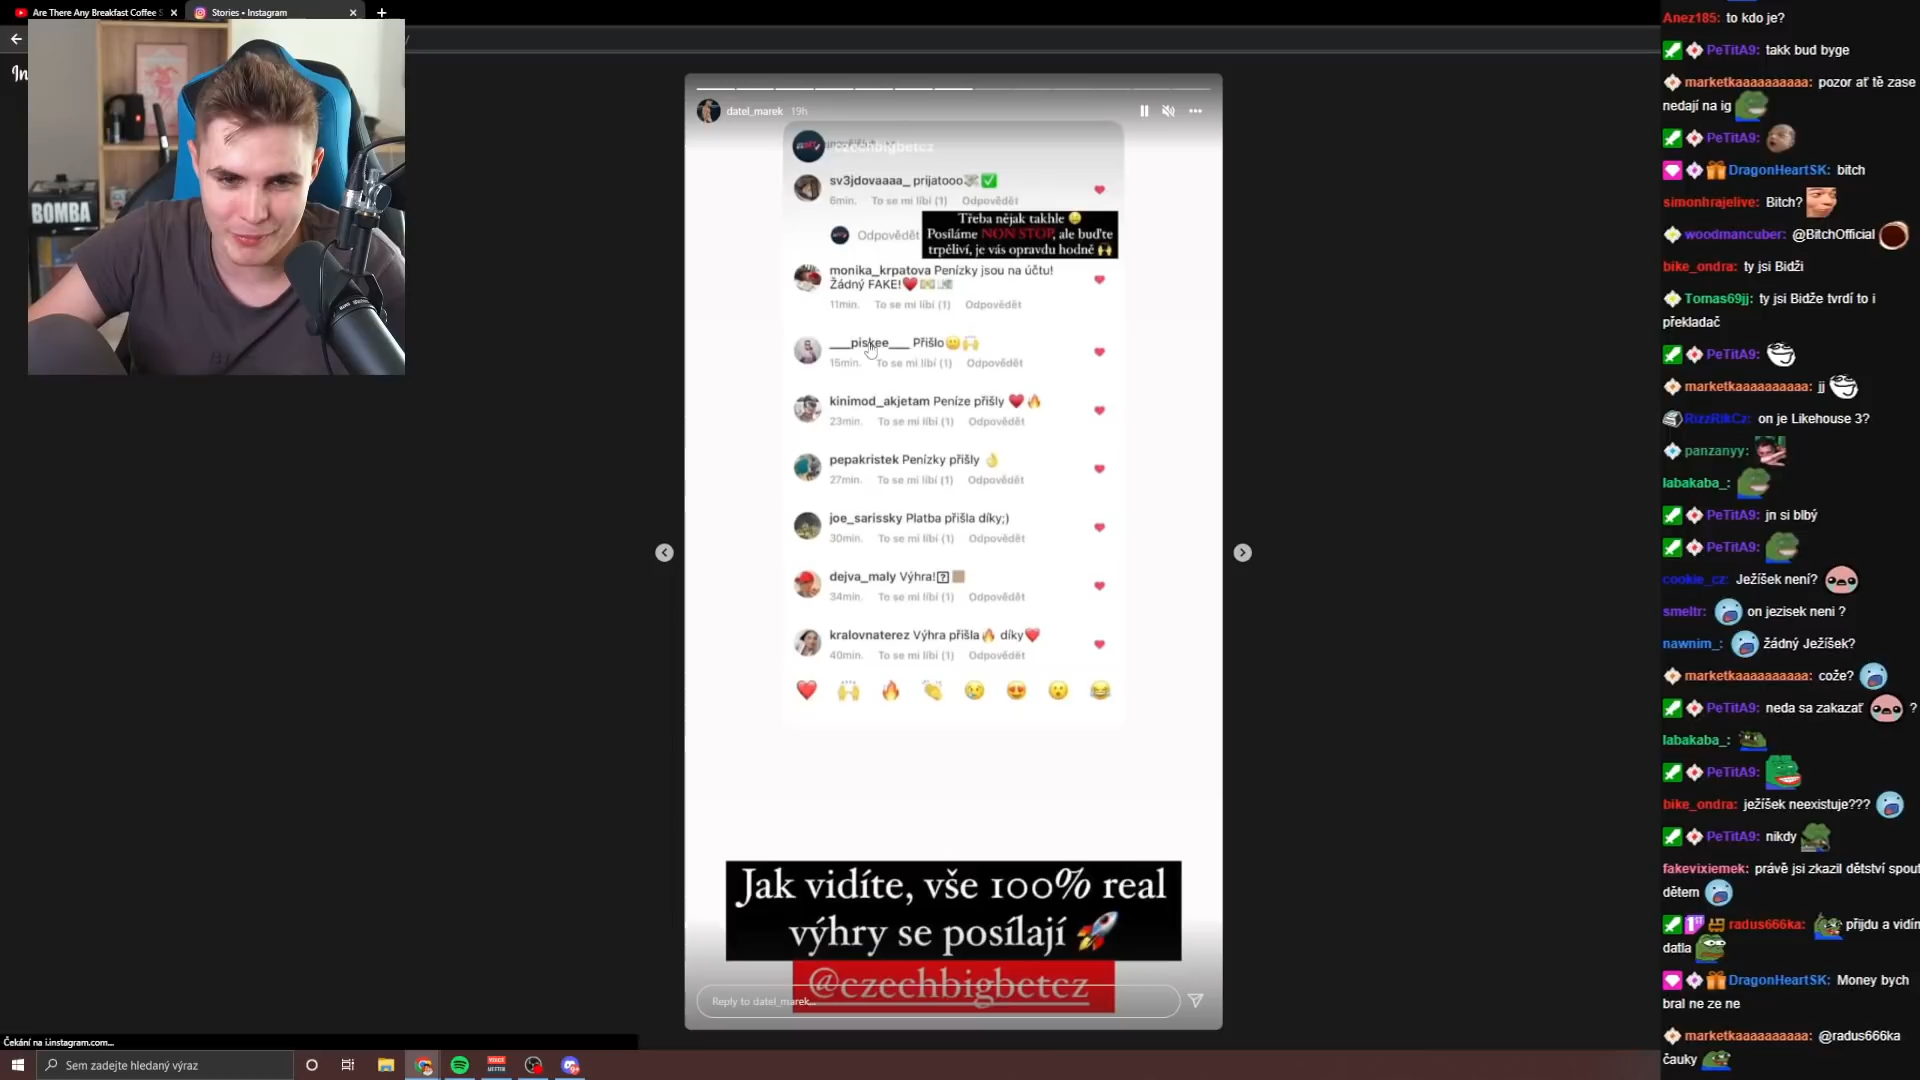 Are There Any Breakfast Coffee S
Stories • Instagram
BOMBA
datel_marek 19h
czechbigbetcz
sv3jdovaaaa_ prijatooo💸✅
6min. To se mi líbí (1) Odpovědět
Třeba nějak takhle
Posíláme NON STOP, ale buďte
trpěliví, je vás opravdu hodně 🙌
Odpovědět
monika_krpatova Penízky jsou na účtu!
Žádný FAKE!❤️💵💵
11min. To se mi líbí (1) Odpovědět
___piskee___ Přišlo🙂🙌
15min. To se mi líbí (1) Odpovědět
kinimod_akjetam Peníze přišly ❤️🔥
23min. To se mi líbí (1) Odpovědět
pepakristek Penízky přišly 👌
27min. To se mi líbí (1) Odpovědět
joe_sarissky Platba přišla díky;)
30min. To se mi líbí (1) Odpovědět
dejva_maly Výhra!
34min. To se mi líbí (1) Odpovědět
kralovnaterez Výhra přišla🔥 díky❤️
40min. To se mi líbí (1) Odpovědět
❤️🙌🔥👏😢😍😮😂
Jak vidíte, vše 100% real
výhry se posílají 🚀
@czechbigbetcz
Reply to datel_marek...
Čekání na i.instagram.com...
Sem zadejte hledaný výraz
Anez185: to kdo je?
PeTitA9: takk bud byge
marketkaaaaaaaaaa: pozor ať tě zase
nedají na ig
PeTitA9:
DragonHeartSK: bitch
simonhrajelive: Bitch?
woodmancuber: @BitchOfficial
bike_ondra: ty jsi Bidži
Tomas69jj: ty jsi Bidže tvrdí to i
překladač
PeTitA9:
marketkaaaaaaaaaa: jj
RizzRikCz: on je Likehouse 3?
panzanyy:
labakaba_:
PeTitA9: jn si blbý
PeTitA9:
cookie_cz: Ježíšek není?
smeltr: on jezisek neni ?
nawnim_: žádný Ježíšek?
marketkaaaaaaaaaa: cože?
PeTitA9: neda sa zakazať ?
labakaba_:
PeTitA9:
bike_ondra: ježíšek neexistuje???
PeTitA9: nikdy
fakevixiemek: právě jsi zkazil dětství spout
dětem
radus666ka: přijdu a vidín
datla
DragonHeartSK: Money bych
bral ne ze ne
marketkaaaaaaaaaa: @radus666ka
čauky